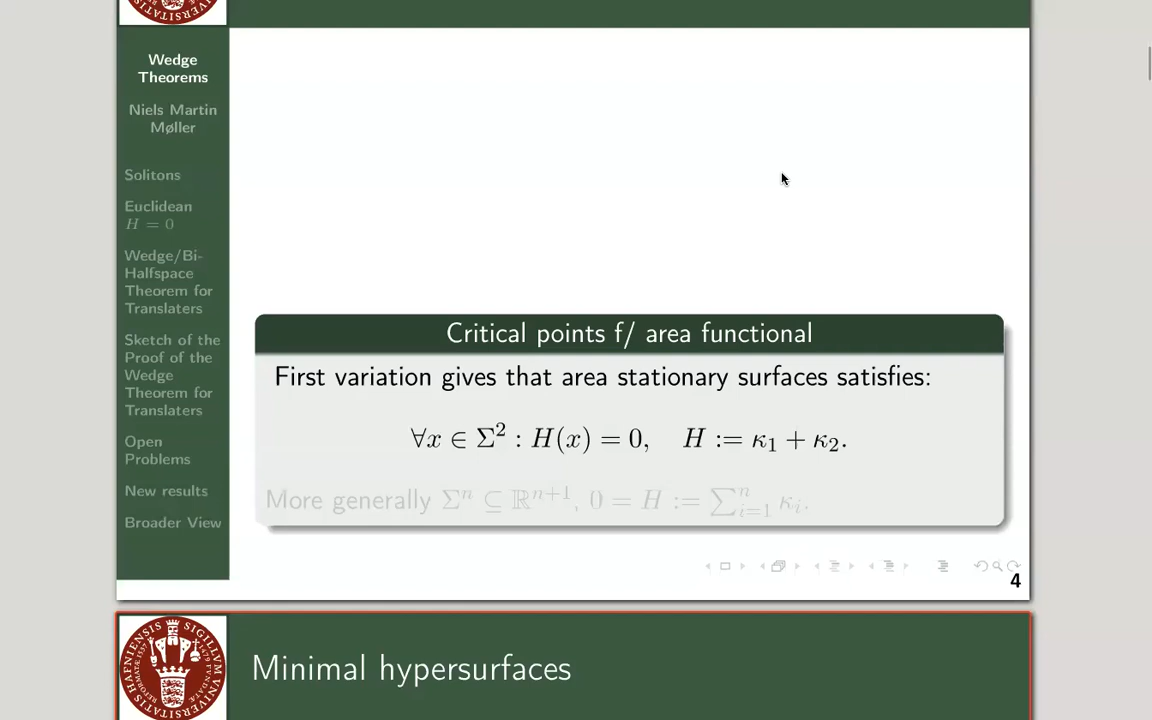 Wedge
Theorems
Niels Martin
Møller
Solitons
Euclidean
H = 0
Wedge/Bi-
Halfspace
Theorem for
Translaters
Sketch of the
Proof of the
Wedge
Theorem for
Translaters
Open
Problems
New results
Broader View
Critical points f/ area functional
First variation gives that area stationary surfaces satisfies:
∀x ∈ Σ² : H(x) = 0, H := κ₁ + κ₂.
More generally Σⁿ ⊆ ℝⁿ⁺¹, 0 = H := ∑ⁿᵢ₌₁ κᵢ.
4
Minimal hypersurfaces